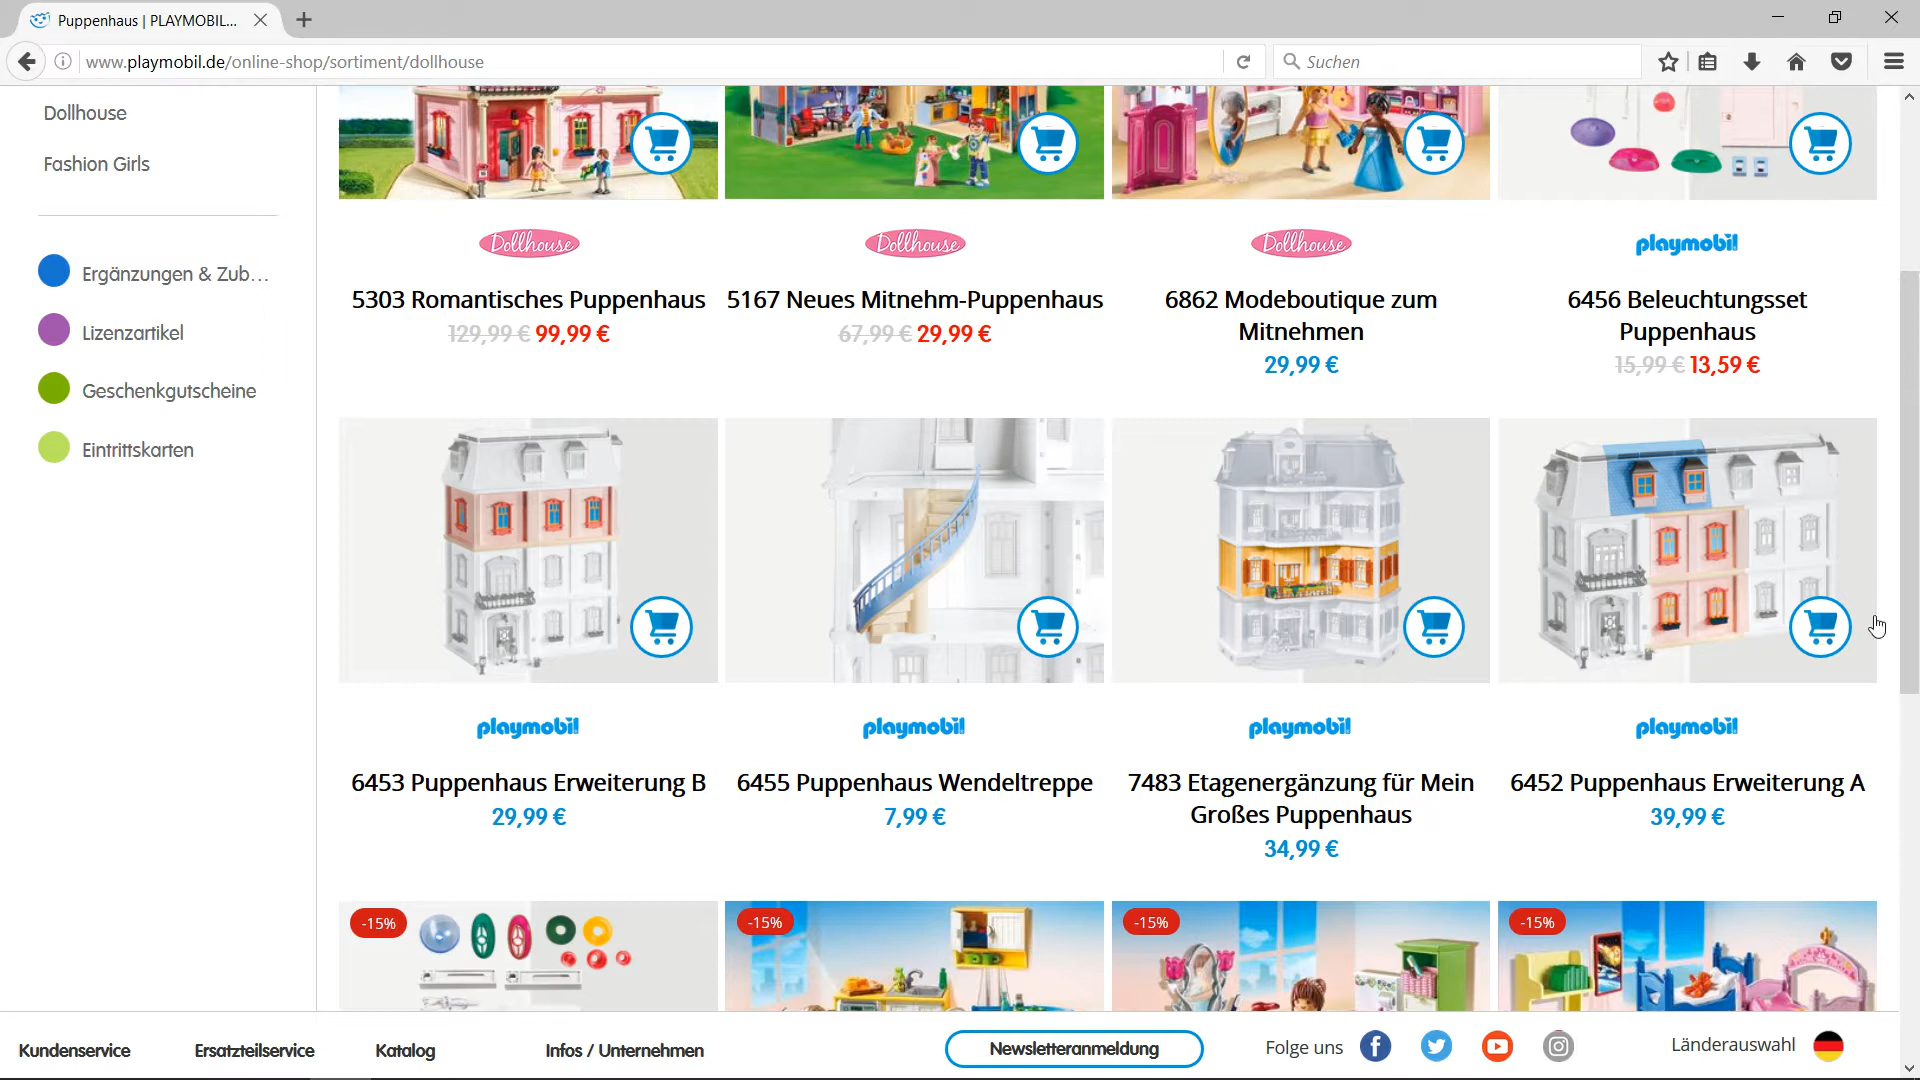 Puppenhaus | PLAYMOBIL...
www.playmobil.de/online-shop/sortiment/dollhouse
Suchen
Dollhouse
Fashion Girls
Ergänzungen & Zub...
Lizenzartikel
Geschenkgutscheine
Eintrittskarten
Dollhouse
5303 Romantisches Puppenhaus
129,99 € 99,99 €
Dollhouse
5167 Neues Mitnehm-Puppenhaus
67,99 € 29,99 €
Dollhouse
6862 Modeboutique zum
Mitnehmen
29,99 €
playmobil
6456 Beleuchtungsset
Puppenhaus
15,99 € 13,59 €
playmobil
6453 Puppenhaus Erweiterung B
29,99 €
playmobil
6455 Puppenhaus Wendeltreppe
7,99 €
playmobil
7483 Etagenergänzung für Mein
Großes Puppenhaus
34,99 €
playmobil
6452 Puppenhaus Erweiterung A
39,99 €
-15%
-15%
-15%
-15%
Kundenservice
Ersatzteilservice
Katalog
Infos / Unternehmen
Newsletteranmeldung
Folge uns
Länderauswahl